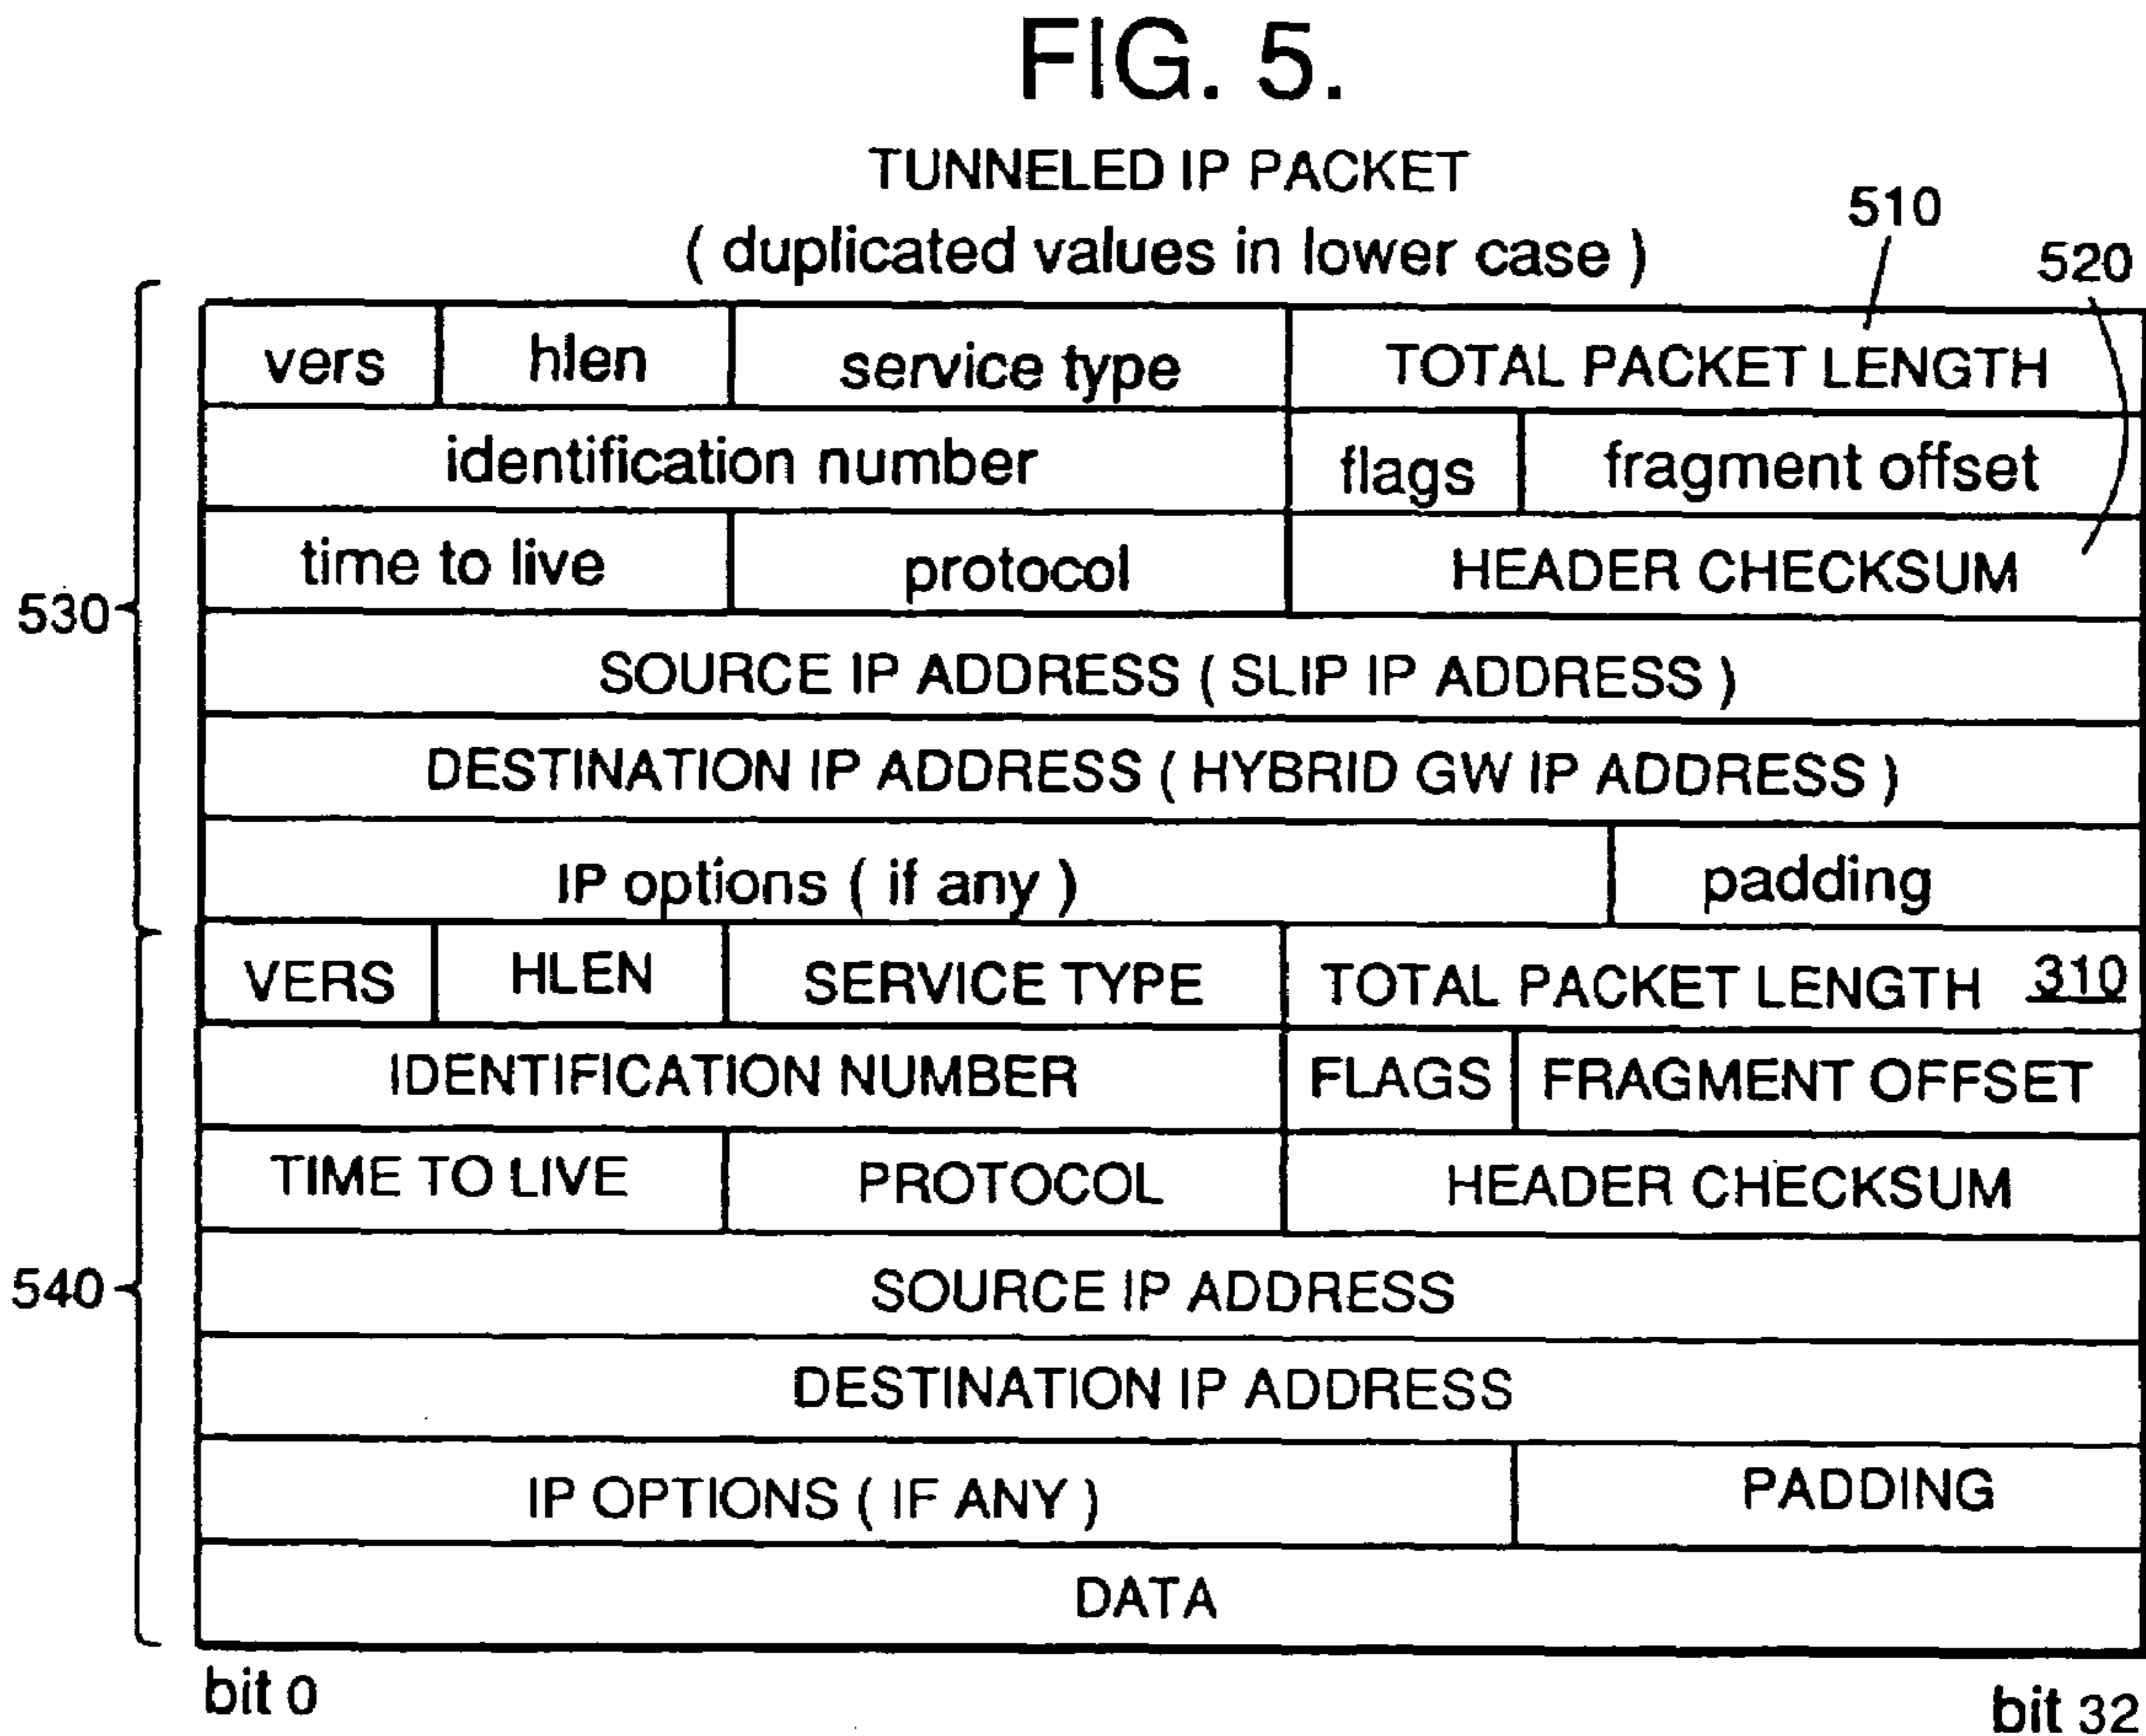 FIG. 5.
TUNNELED IP PACKET
( duplicated values in lower case )
510
520
vers hlen service type TOTAL PACKET LENGTH
identification number flags fragment offset
time to live protocol HEADER CHECKSUM
530
SOURCE IP ADDRESS ( SLIP IP ADDRESS )
DESTINATION IP ADDRESS ( HYBRID GW IP ADDRESS )
IP options ( if any ) padding
VERS HLEN SERVICE TYPE TOTAL PACKET LENGTH 310
IDENTIFICATION NUMBER FLAGS FRAGMENT OFFSET
TIME TO LIVE PROTOCOL HEADER CHECKSUM
540
SOURCE IP ADDRESS
DESTINATION IP ADDRESS
IP OPTIONS ( IF ANY ) PADDING
DATA
bit 0 bit 32